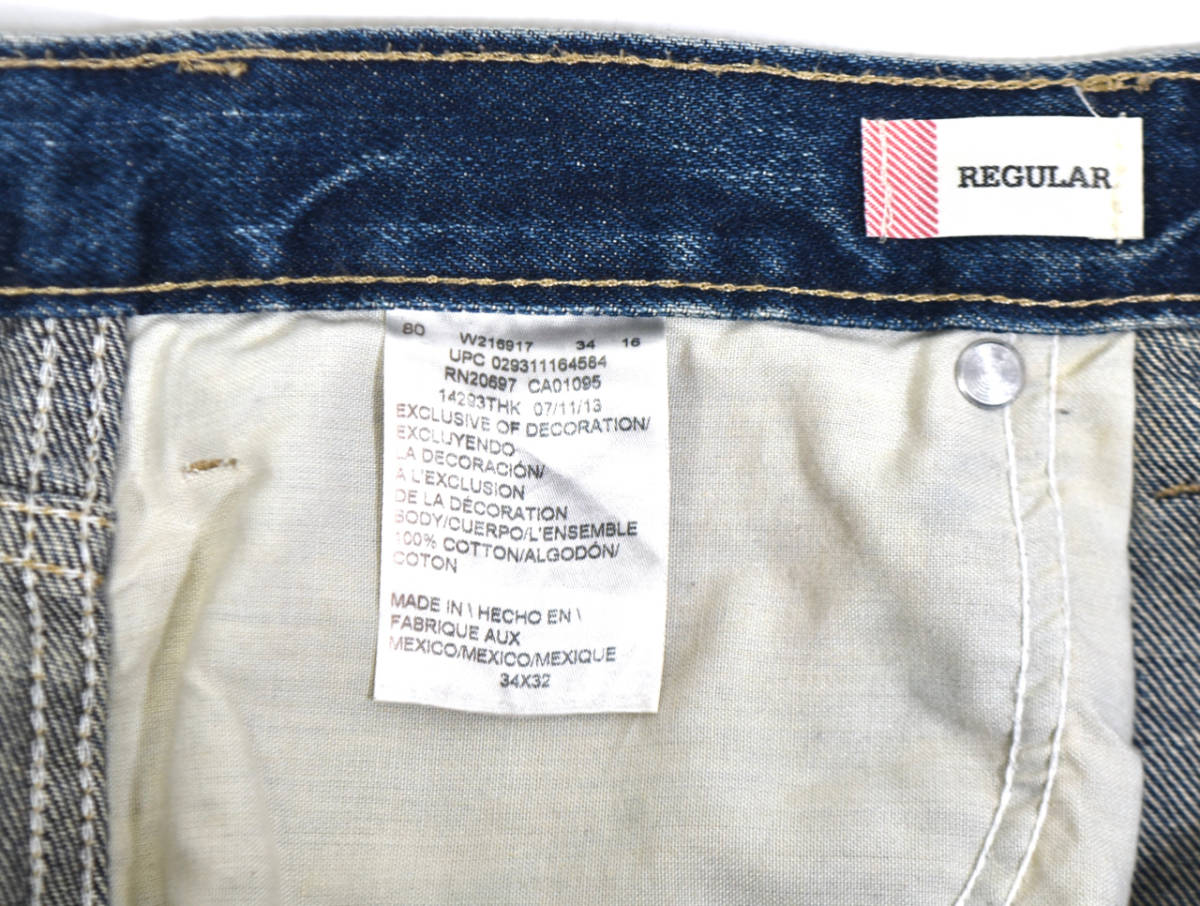 REGULAR
80 W216917 34 16
UPC 029311164584
RN20697 CA01095
14293THK 07/11/13
EXCLUSIVE OF DECORATION/
EXCLUYENDO
LA DECORACIÓN/
A L'EXCLUSION
DE LA DÉCORATION
BODY/CUERPO/L'ENSEMBLE
100% COTTON/ALGODÓN/
COTON
MADE IN \ HECHO EN \
FABRIQUE AUX
MEXICO/MEXICO/MEXIQUE
34X32